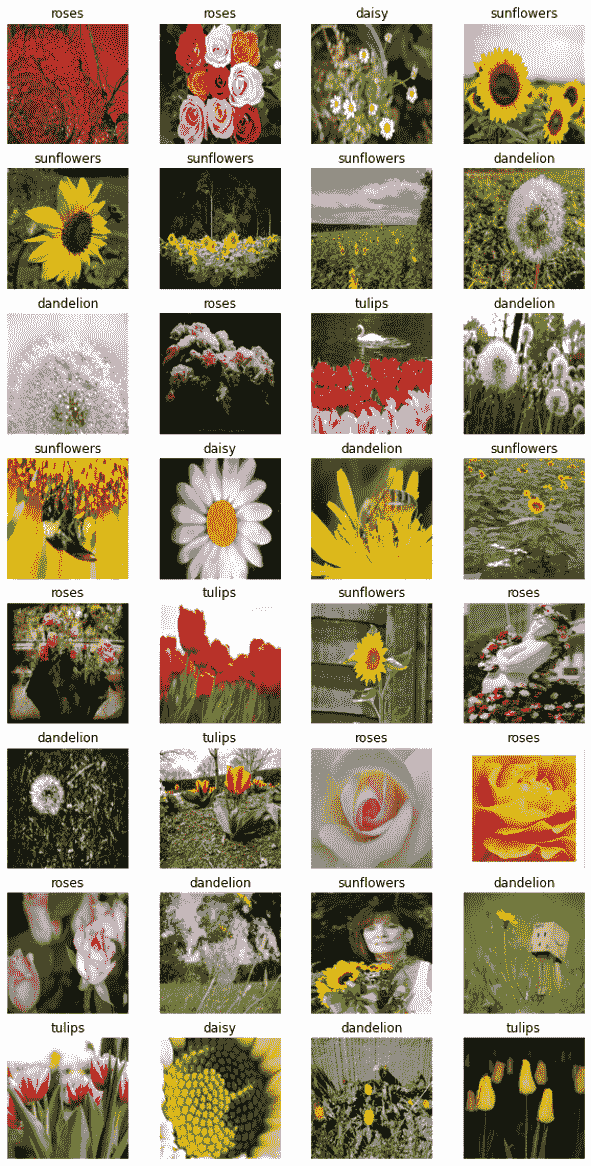 roses roses daisy sunflowers
sunflowers sunflowers sunflowers dandelion
dandelion roses tulips dandelion
sunflowers daisy dandelion sunflowers
roses tulips sunflowers roses
dandelion tulips roses roses
roses dandelion sunflowers dandelion
tulips daisy dandelion tulips